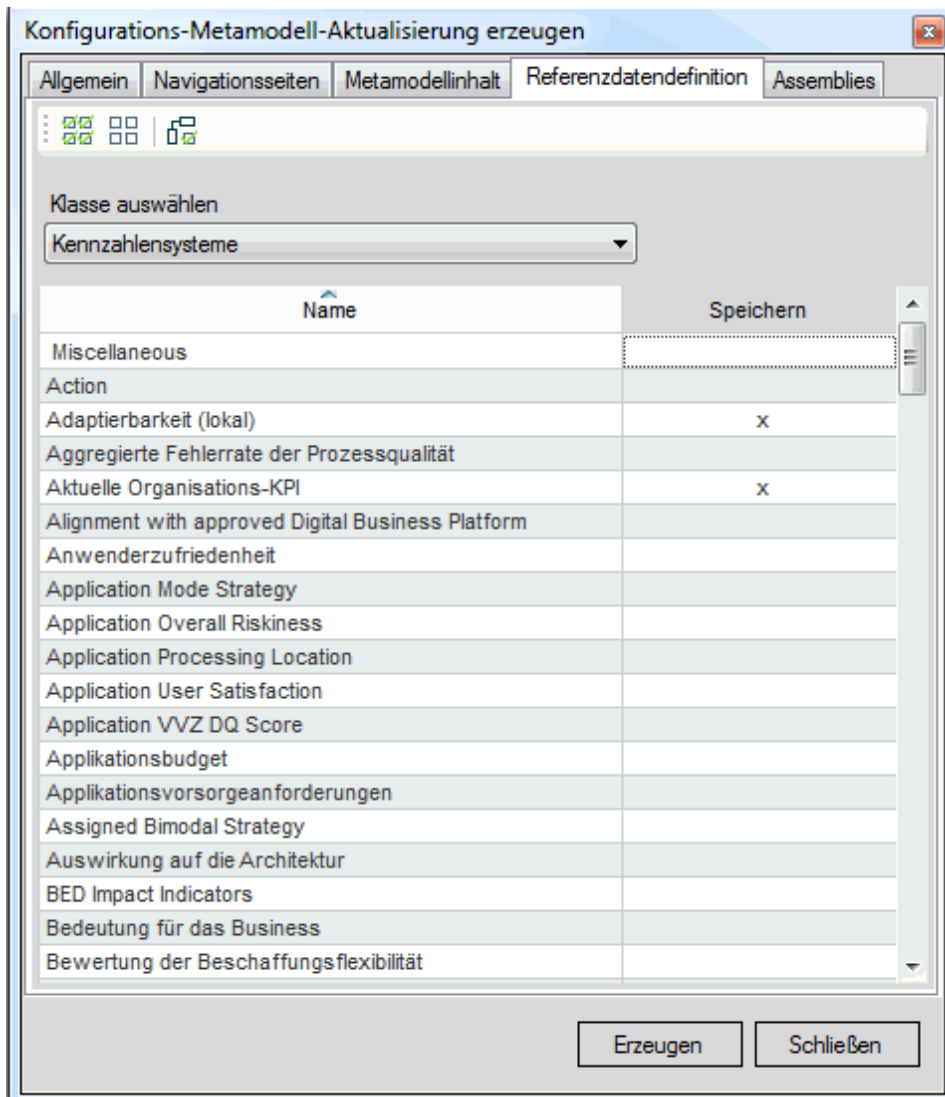 Konfigurations-Metamodell-Aktualisierung erzeugen
Allgemein Navigationsseiten Metamodellinhalt Referenzdatendefinition Assemblies
Klasse auswählen
Kennzahlensysteme
Name Speichern
Miscellaneous
Action
Adaptierbarkeit (lokal) x
Aggregierte Fehlerrate der Prozessqualität
Aktuelle Organisations-KPI x
Alignment with approved Digital Business Platform
Anwenderzufriedenheit
Application Mode Strategy
Application Overall Riskiness
Application Processing Location
Application User Satisfaction
Application VVZ DQ Score
Applikationsbudget
Applikationsvorsorgeanforderungen
Assigned Bimodal Strategy
Auswirkung auf die Architektur
BED Impact Indicators
Bedeutung für das Business
Bewertung der Beschaffungsflexibilität
Erzeugen Schließen